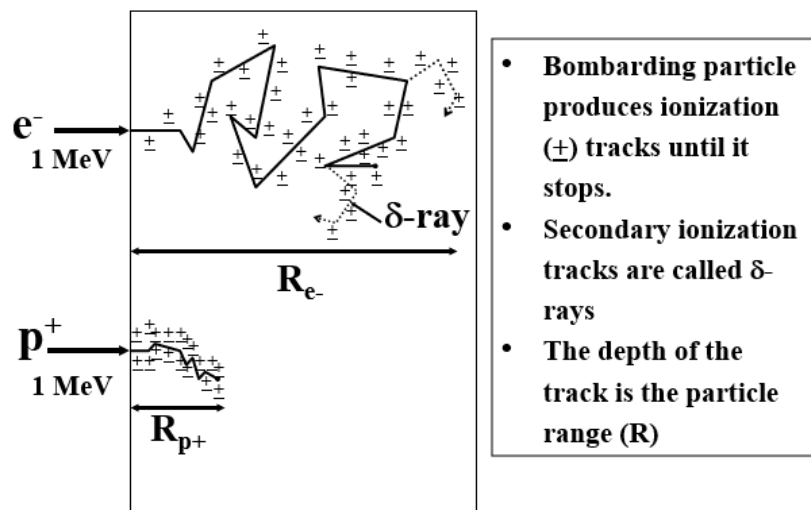 e-
1 MeV
δ-ray
Re-
p+
1 MeV
Rp+
• Bombarding particle
produces ionization
(±) tracks until it
stops.
• Secondary ionization
tracks are called δ-
rays
• The depth of the
track is the particle
range (R)